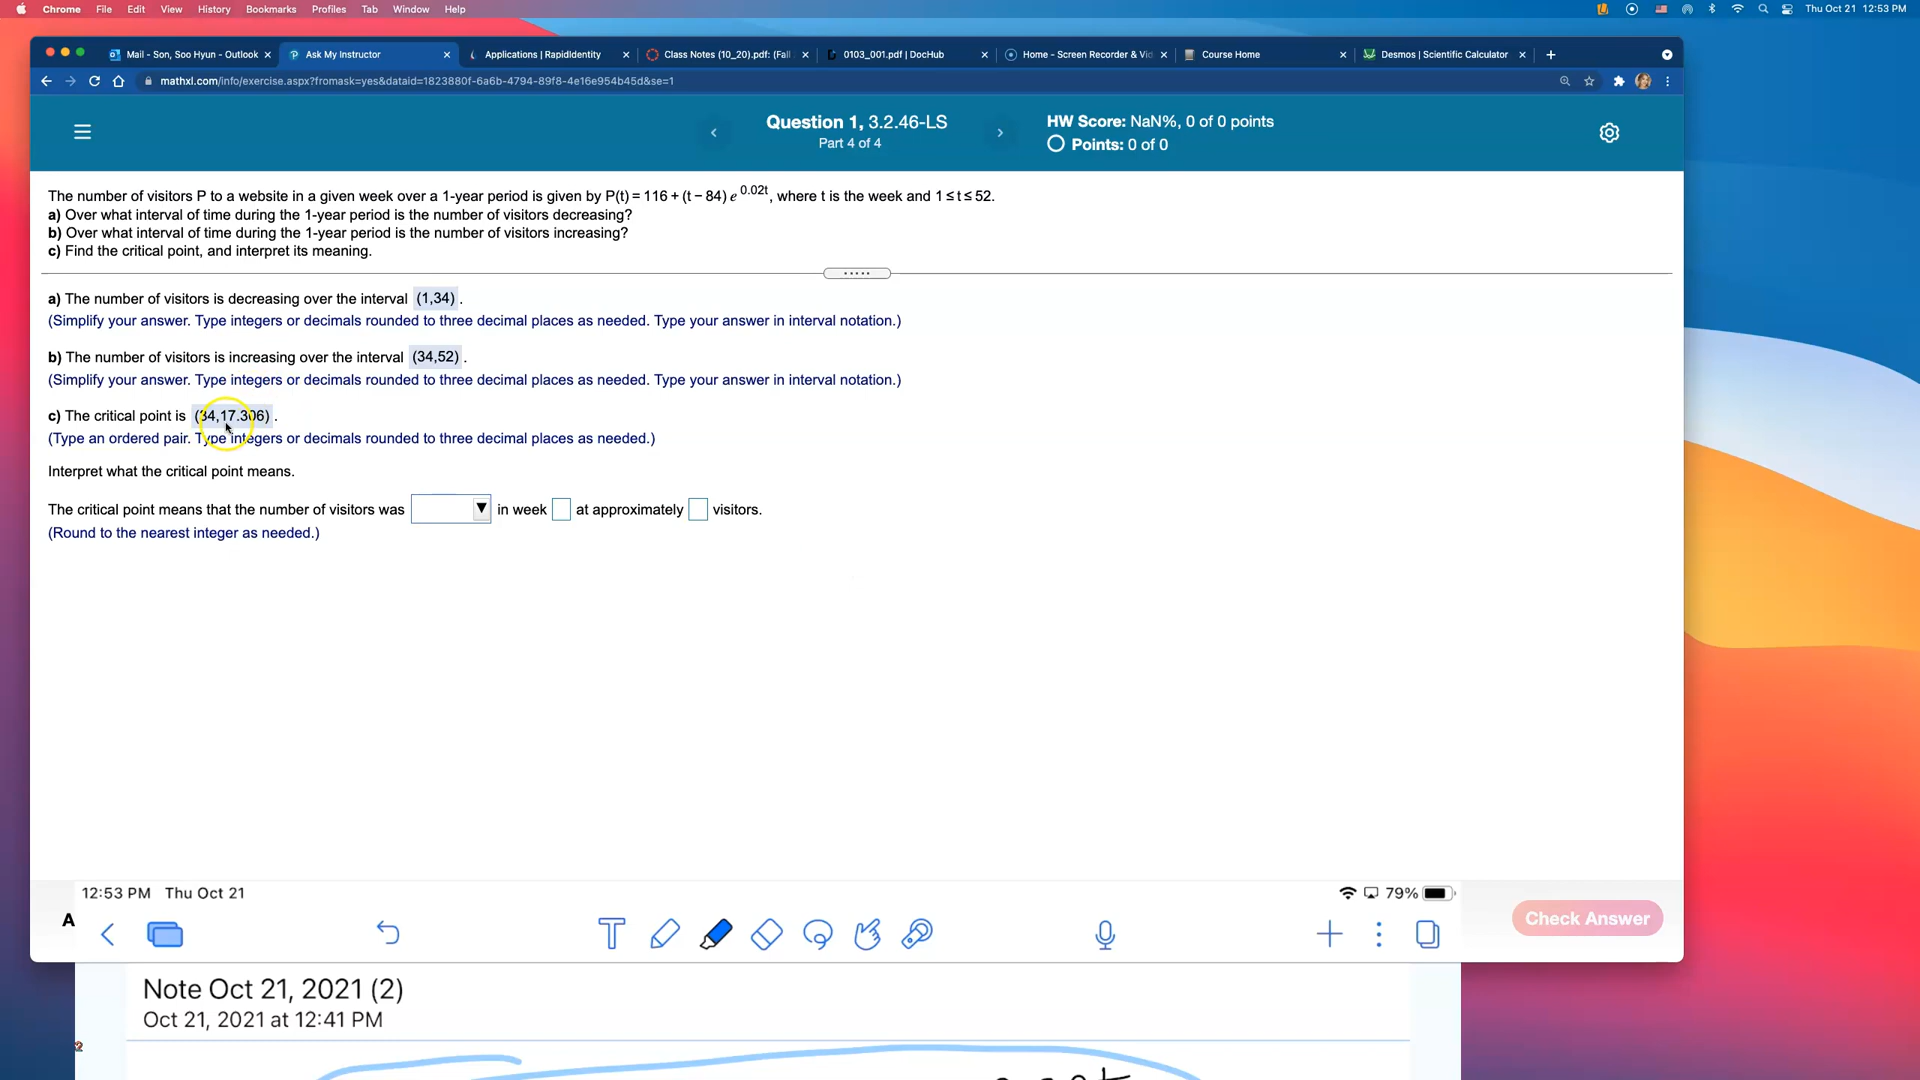 Chrome File Edit View History Bookmarks Profiles Tab Window Help Thu Oct 21 12:53 PM
Mail - Son, Soo Hyun - Outlook Ask My Instructor Applications | RapidIdentity Class Notes (10_20).pdf: (Fall 0103_001.pdf | DocHub Home - Screen Recorder & Vid Course Home Desmos | Scientific Calculator
mathxl.com/info/exercise.aspx?fromask=yes&dataid=1823880f-6a6b-4794-89f8-4e16e954b45d&se=1
Question 1, 3.2.46-LS
Part 4 of 4
HW Score: NaN%, 0 of 0 points
Points: 0 of 0
The number of visitors P to a website in a given week over a 1-year period is given by P(t) = 116 + (t − 84) e 0.02t, where t is the week and 1 ≤ t ≤ 52.
a) Over what interval of time during the 1-year period is the number of visitors decreasing?
b) Over what interval of time during the 1-year period is the number of visitors increasing?
c) Find the critical point, and interpret its meaning.
a) The number of visitors is decreasing over the interval (1,34) .
(Simplify your answer. Type integers or decimals rounded to three decimal places as needed. Type your answer in interval notation.)
b) The number of visitors is increasing over the interval (34,52) .
(Simplify your answer. Type integers or decimals rounded to three decimal places as needed. Type your answer in interval notation.)
c) The critical point is (34,17.306) .
(Type an ordered pair. Type integers or decimals rounded to three decimal places as needed.)
Interpret what the critical point means.
The critical point means that the number of visitors was in week at approximately visitors.
(Round to the nearest integer as needed.)
12:53 PM Thu Oct 21 79%
A
T
Check Answer
Note Oct 21, 2021 (2)
Oct 21, 2021 at 12:41 PM